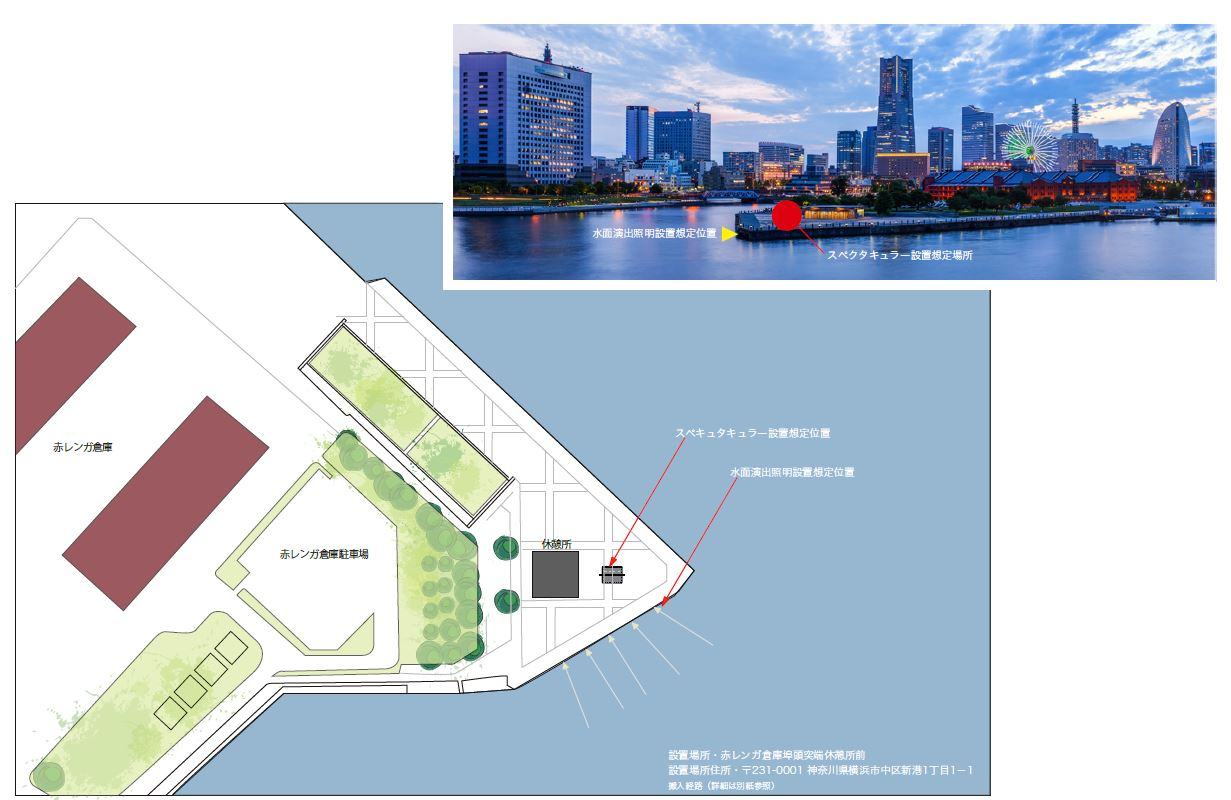 水面演出照明設置想定位置
スペクタキュラー設置想定場所
スペキュタキュラー設置想定位置
水面演出照明設置想定位置
赤レンガ倉庫
休憩所
赤レンガ倉庫駐車場
設置場所・赤レンガ倉庫埠頭突端休憩所前
設置場所住所・〒231-0001 神奈川県横浜市中区新港1丁目1−1
搬入経路（詳細は別紙参照）